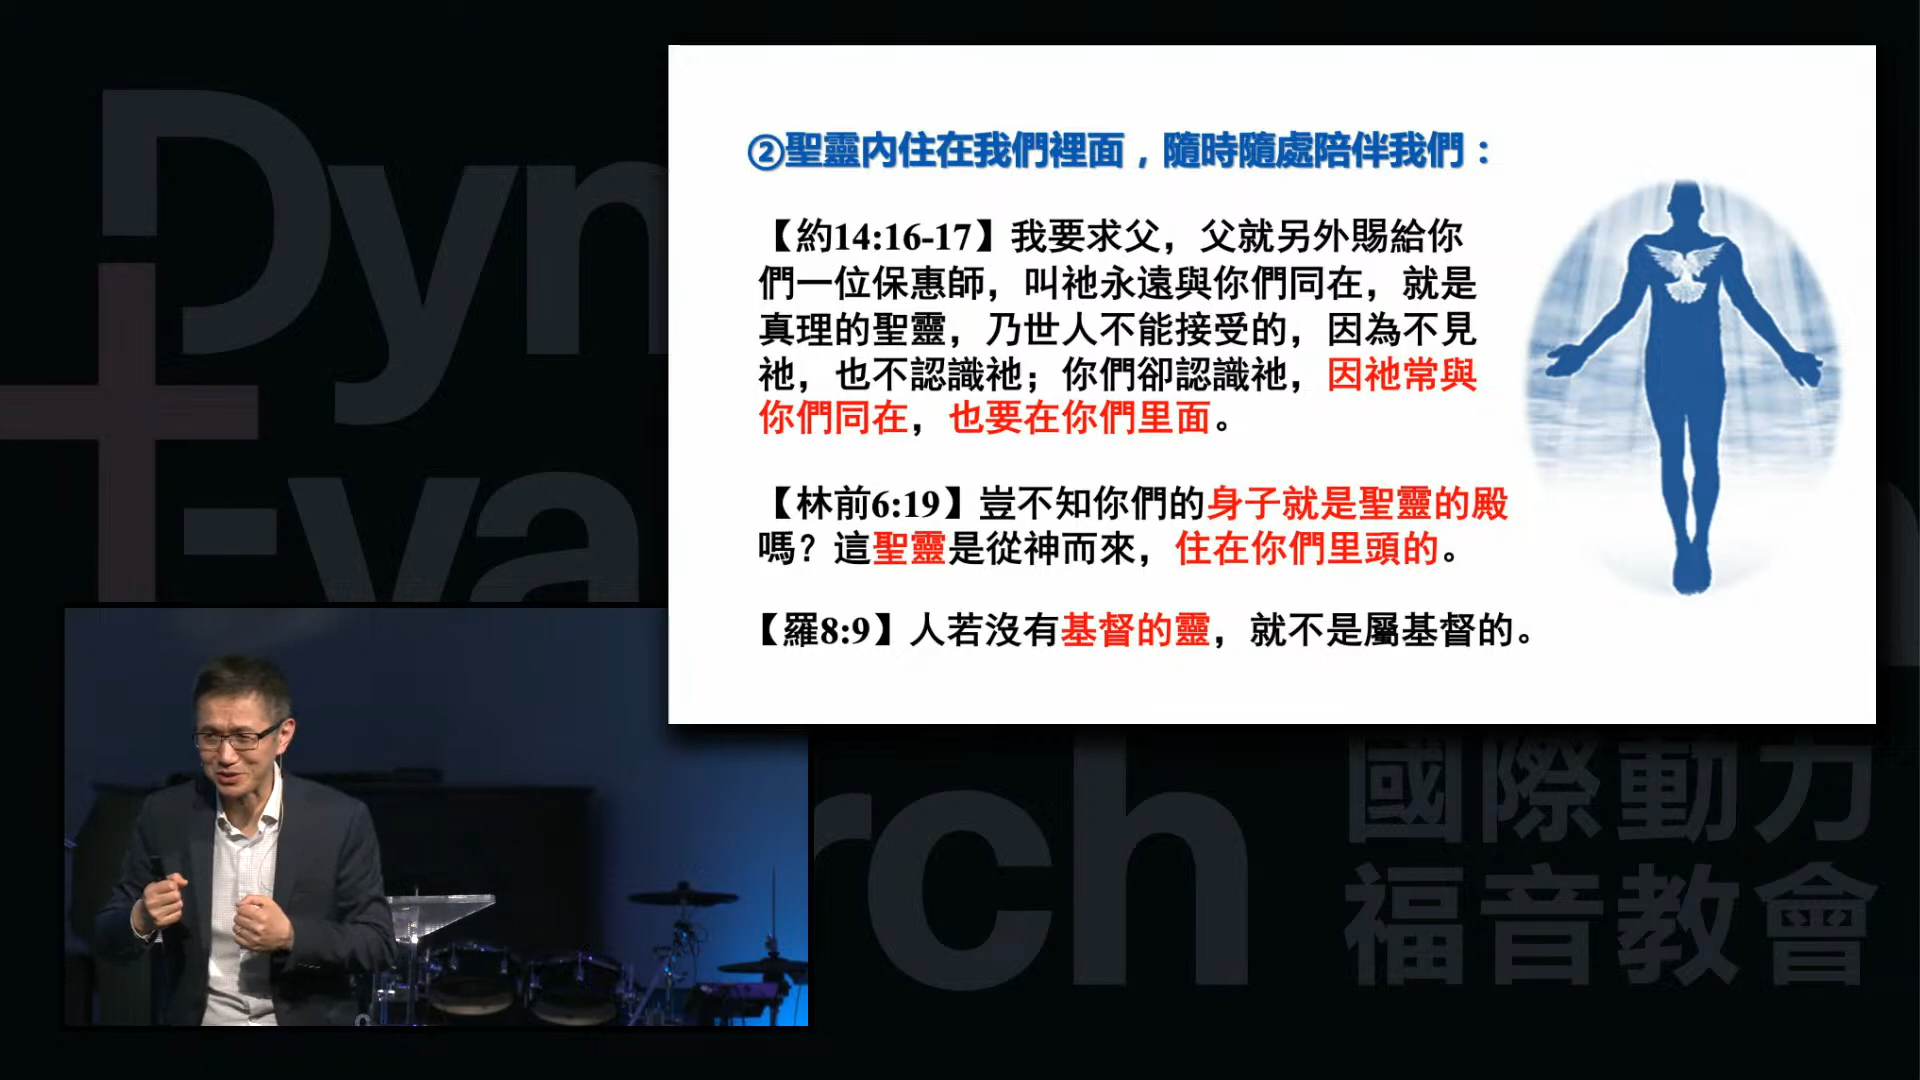 ②聖靈內住在我們裡面，隨時隨處陪伴我們：
【約14:16-17】我要求父，父就另外賜給你
們一位保惠師，叫祂永遠與你們同在，就是
真理的聖靈，乃世人不能接受的，因為不見
祂，也不認識祂；你們卻認識祂，因祂常與
你們同在，也要在你們里面。
【林前6:19】豈不知你們的身子就是聖靈的殿
嗎？這聖靈是從神而來，住在你們里頭的。
【羅8:9】人若沒有基督的靈，就不是屬基督的。
Dyn
t-va
rch
國際動力
福音教會